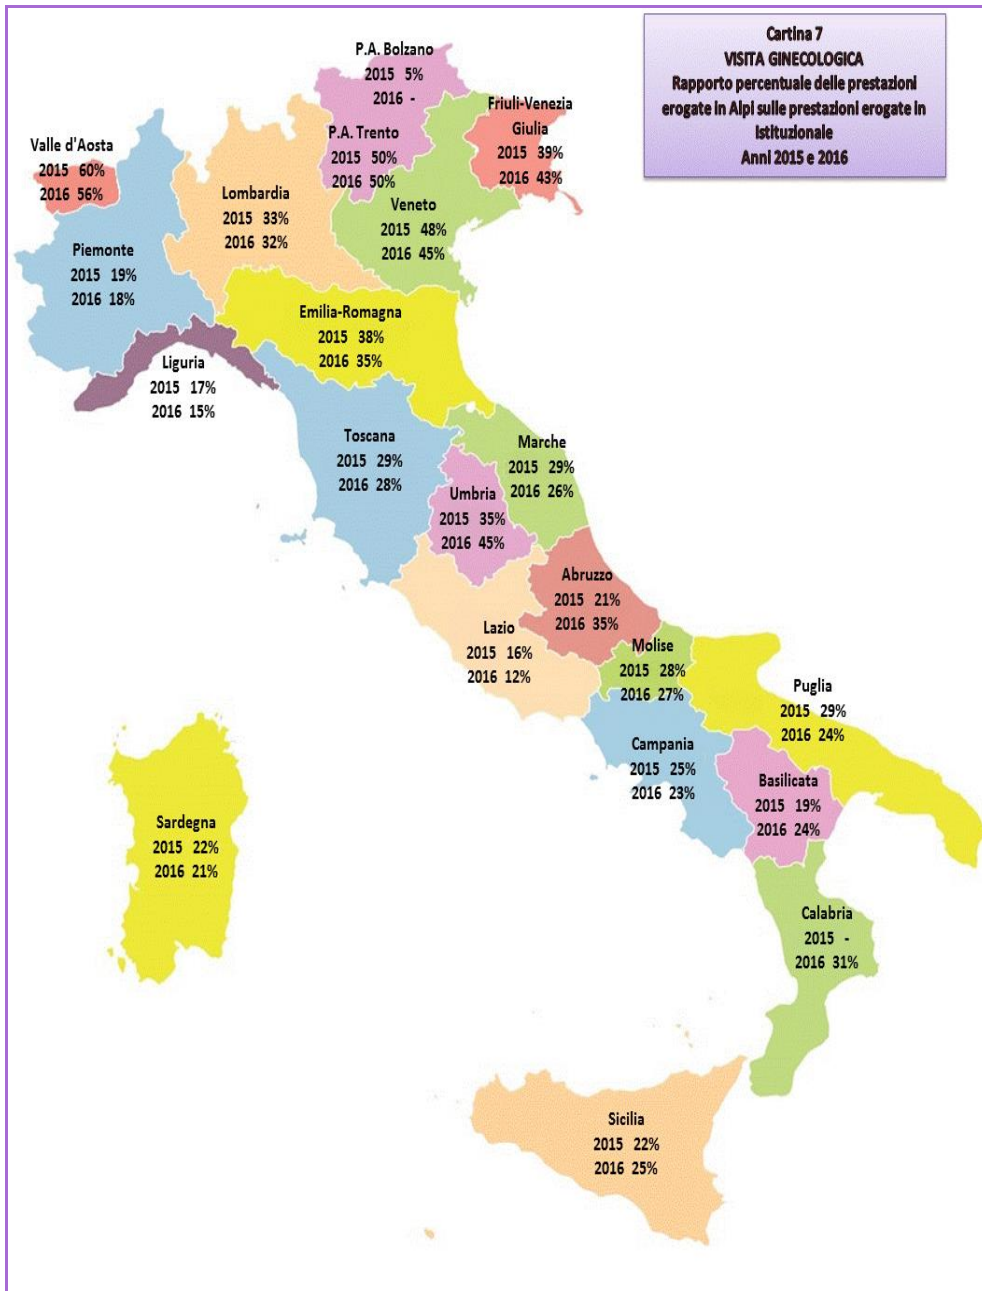 Cartina 7
VISITA GINECOLOGICA
Rapporto percentuale delle prestazioni
erogate in Alpi sulle prestazioni erogate in
Istituzionale
Anni 2015 e 2016
P.A. Bolzano
2015 5%
2016 -
Friuli-Venezia
Giulia
2015 39%
2016 43%
P.A. Trento
2015 50%
2016 50%
Valle d'Aosta
2015 60%
2016 56%
Lombardia
2015 33%
2016 32%
Veneto
2015 48%
2016 45%
Piemonte
2015 19%
2016 18%
Emilia-Romagna
2015 38%
2016 35%
Liguria
2015 17%
2016 15%
Toscana
2015 29%
2016 28%
Marche
2015 29%
2016 26%
Umbria
2015 35%
2016 45%
Abruzzo
2015 21%
2016 35%
Lazio
2015 16%
2016 12%
Molise
2015 28%
2016 27%
Puglia
2015 29%
2016 24%
Campania
2015 25%
2016 23%
Basilicata
2015 19%
2016 24%
Sardegna
2015 22%
2016 21%
Calabria
2015 -
2016 31%
Sicilia
2015 22%
2016 25%